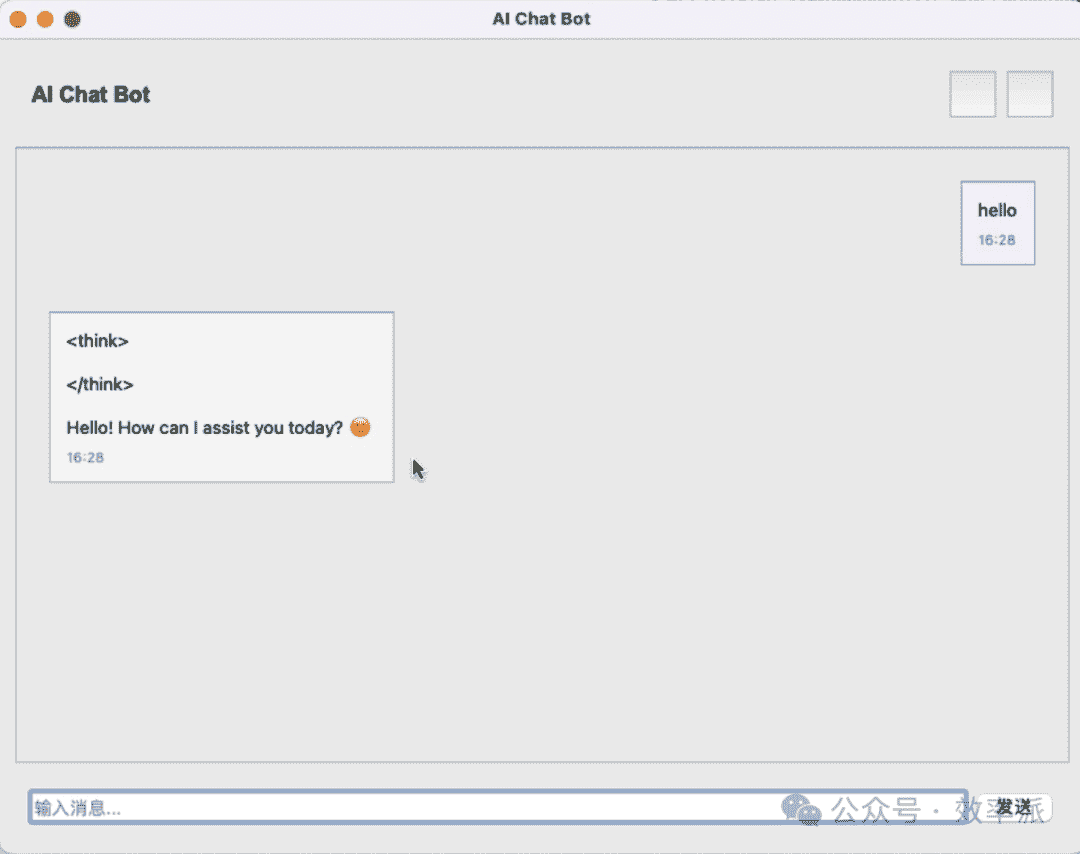 AI Chat Bot
AI Chat Bot
hello
16:28
<think>
</think>
Hello! How can I assist you today?
16:28
输入消息...
发送
公众号 · 效率派